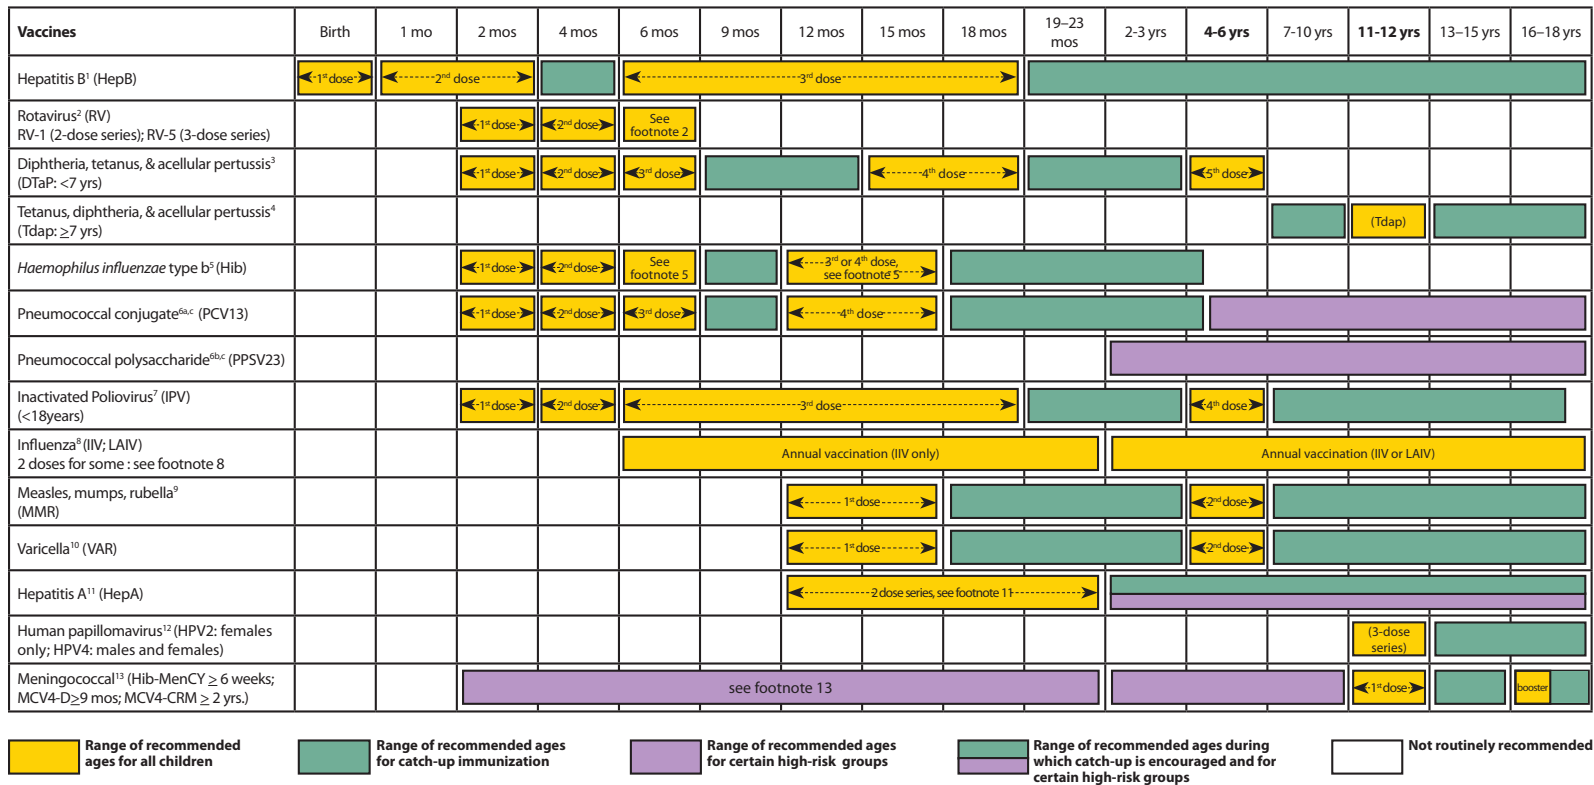 Vaccines Birth 1 mo 2 mos 4 mos 6 mos 9 mos 12 mos 15 mos 18 mos 19–23 mos 2-3 yrs 4-6 yrs 7-10 yrs 11-12 yrs 13–15 yrs 16–18 yrs
Hepatitis B¹ (HepB) 1st dose 2nd dose 3rd dose
Rotavirus² (RV)
RV-1 (2-dose series); RV-5 (3-dose series) 1st dose 2nd dose See footnote 2
Diphtheria, tetanus, & acellular pertussis³
(DTaP: <7 yrs) 1st dose 2nd dose 3rd dose 4th dose 5th dose
Tetanus, diphtheria, & acellular pertussis⁴
(Tdap: ≥7 yrs) (Tdap)
Haemophilus influenzae type b⁵ (Hib) 1st dose 2nd dose See footnote 5 3rd or 4th dose, see footnote 5
Pneumococcal conjugate⁶ᵃ,ᶜ (PCV13) 1st dose 2nd dose 3rd dose 4th dose
Pneumococcal polysaccharide⁶ᵇ,ᶜ (PPSV23)
Inactivated Poliovirus⁷ (IPV)
(<18years) 1st dose 2nd dose 3rd dose 4th dose
Influenza⁸ (IIV; LAIV)
2 doses for some : see footnote 8 Annual vaccination (IIV only) Annual vaccination (IIV or LAIV)
Measles, mumps, rubella⁹
(MMR) 1st dose 2nd dose
Varicella¹⁰ (VAR) 1st dose 2nd dose
Hepatitis A¹¹ (HepA) 2 dose series, see footnote 11
Human papillomavirus¹² (HPV2: females
only; HPV4: males and females) (3-dose series)
Meningococcal¹³ (Hib-MenCY ≥ 6 weeks;
MCV4-D≥9 mos; MCV4-CRM ≥ 2 yrs.) see footnote 13 1st dose booster
Range of recommended
ages for all children
Range of recommended ages
for catch-up immunization
Range of recommended ages
for certain high-risk groups
Range of recommended ages during
which catch-up is encouraged and for
certain high-risk groups
Not routinely recommended